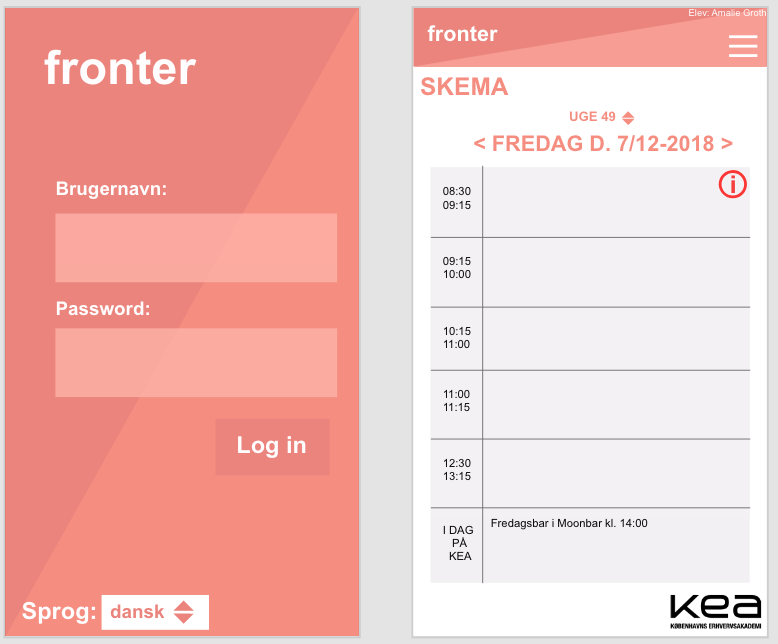 fronter
Brugernavn:
Password:
Log in
Sprog: dansk
Elev: Amalie Groth
fronter
SKEMA
UGE 49
< FREDAG D. 7/12-2018 >
08:30
09:15
09:15
10:00
10:15
11:00
11:00
11:15
12:30
13:15
I DAG
PÅ
KEA
Fredagsbar i Moonbar kl. 14:00
kea
KØBENHAVNS ERHVERVSAKADEMI